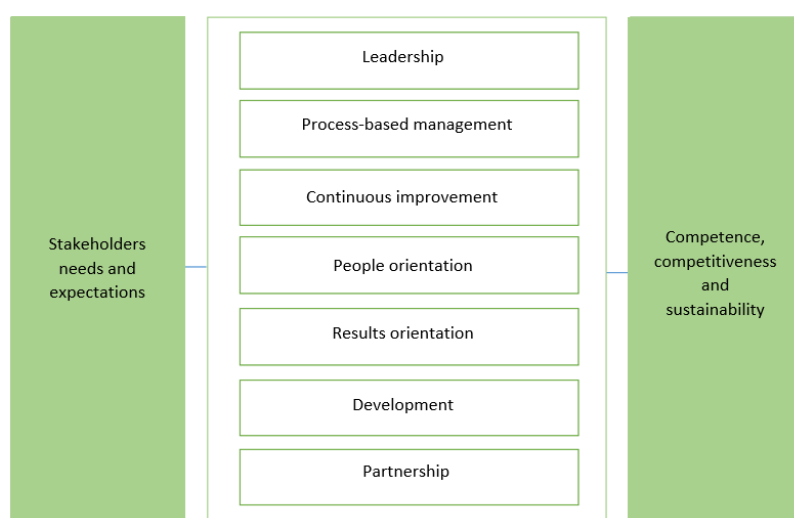 Stakeholders
needs and
expectations
Leadership
Process-based management
Continuous improvement
People orientation
Results orientation
Development
Partnership
Competence,
competitiveness
and
sustainability